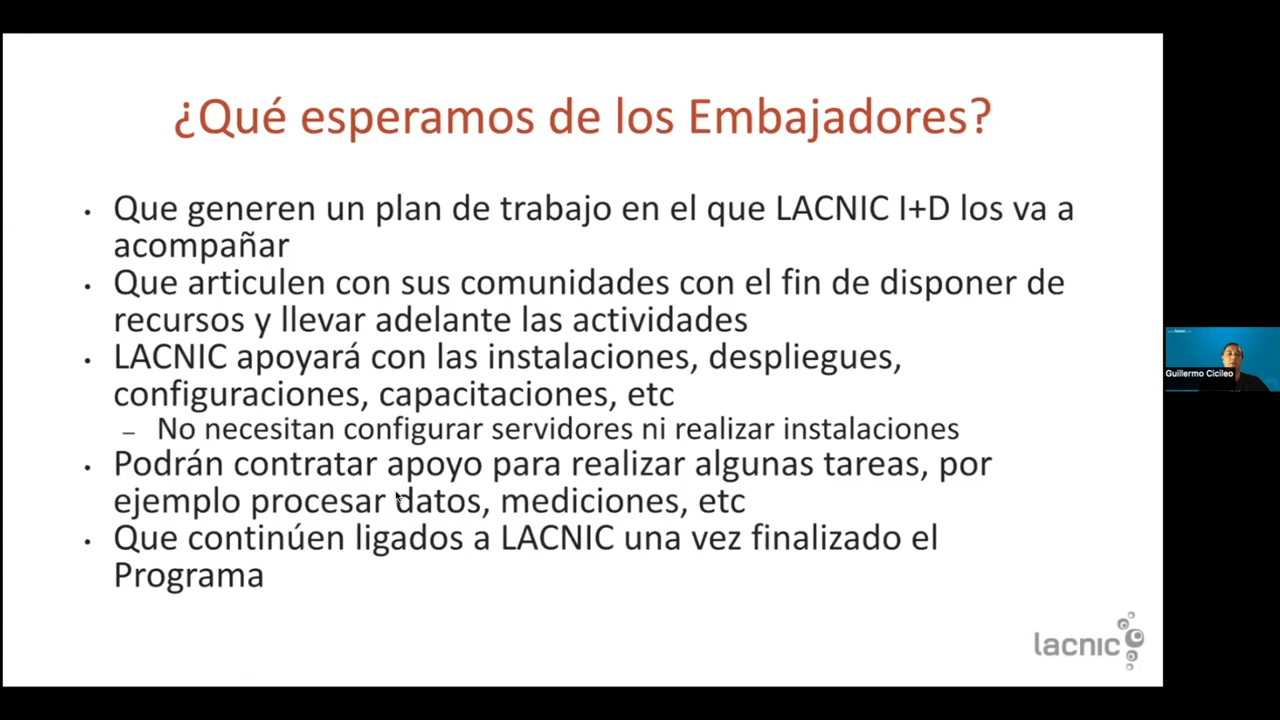 ¿Qué esperamos de los Embajadores?
• Que generen un plan de trabajo en el que LACNIC I+D los va a
acompañar
• Que articulen con sus comunidades con el fin de disponer de
recursos y llevar adelante las actividades
• LACNIC apoyará con las instalaciones, despliegues,
configuraciones, capacitaciones, etc
– No necesitan configurar servidores ni realizar instalaciones
• Podrán contratar apoyo para realizar algunas tareas, por
ejemplo procesar datos, mediciones, etc
• Que continúen ligados a LACNIC una vez finalizado el
Programa
lacnic
Guillermo Cicileo